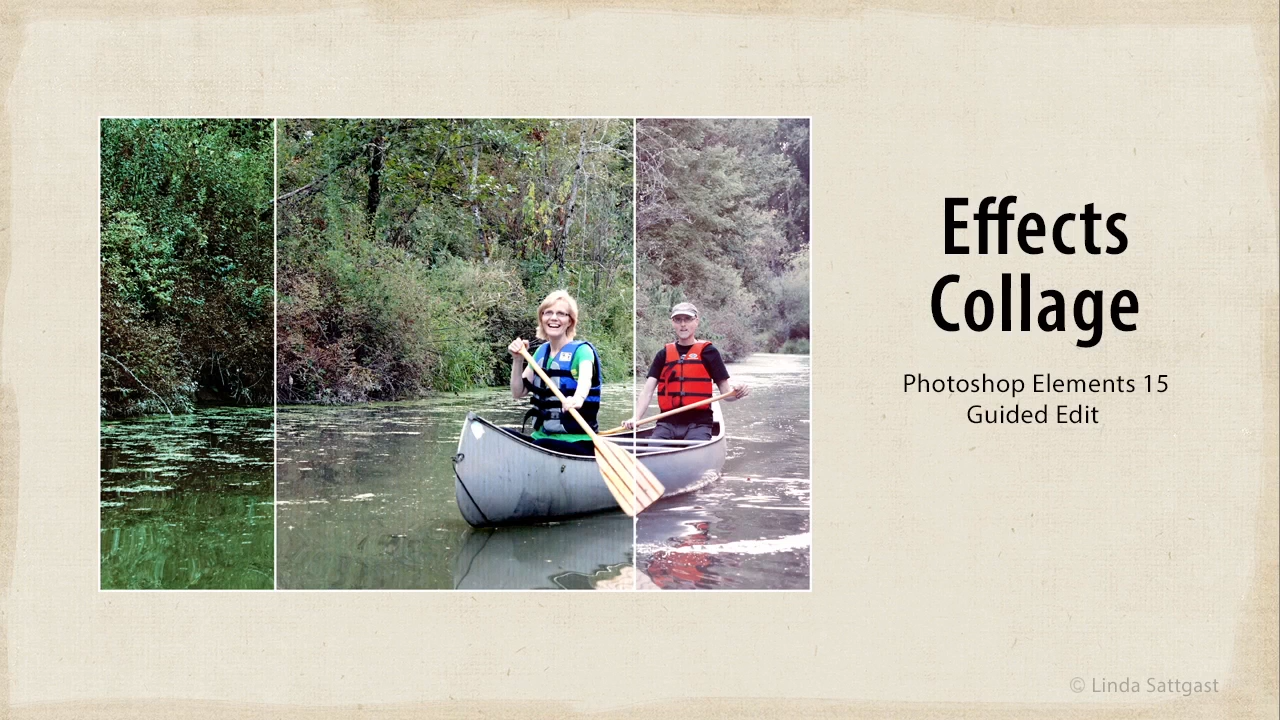 Effects
Collage
Photoshop Elements 15
Guided Edit
© Linda Sattgast